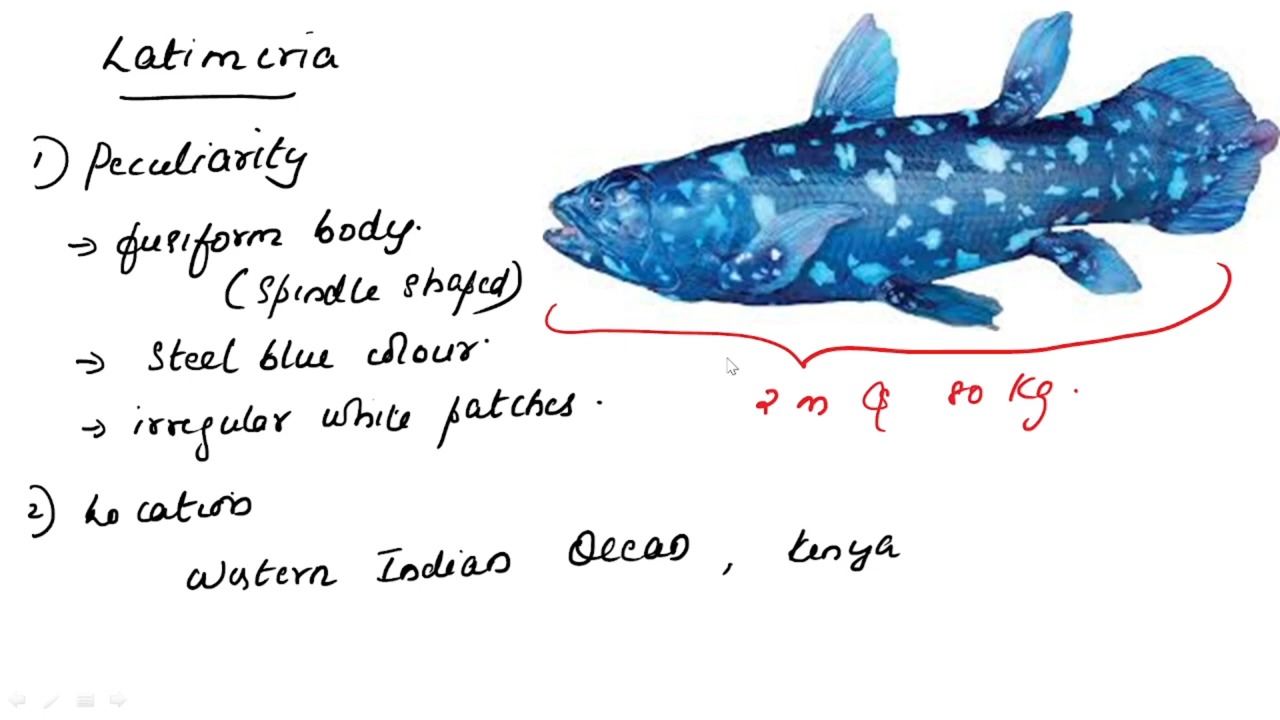 Latimeria
1) Peculiarity
→ fusiform body.
(Spindle shaped)
→ Steel blue colour.
→ irregular white patches.
2 m & 80 Kg.
2) Location
Western Indian Ocean, Kenya